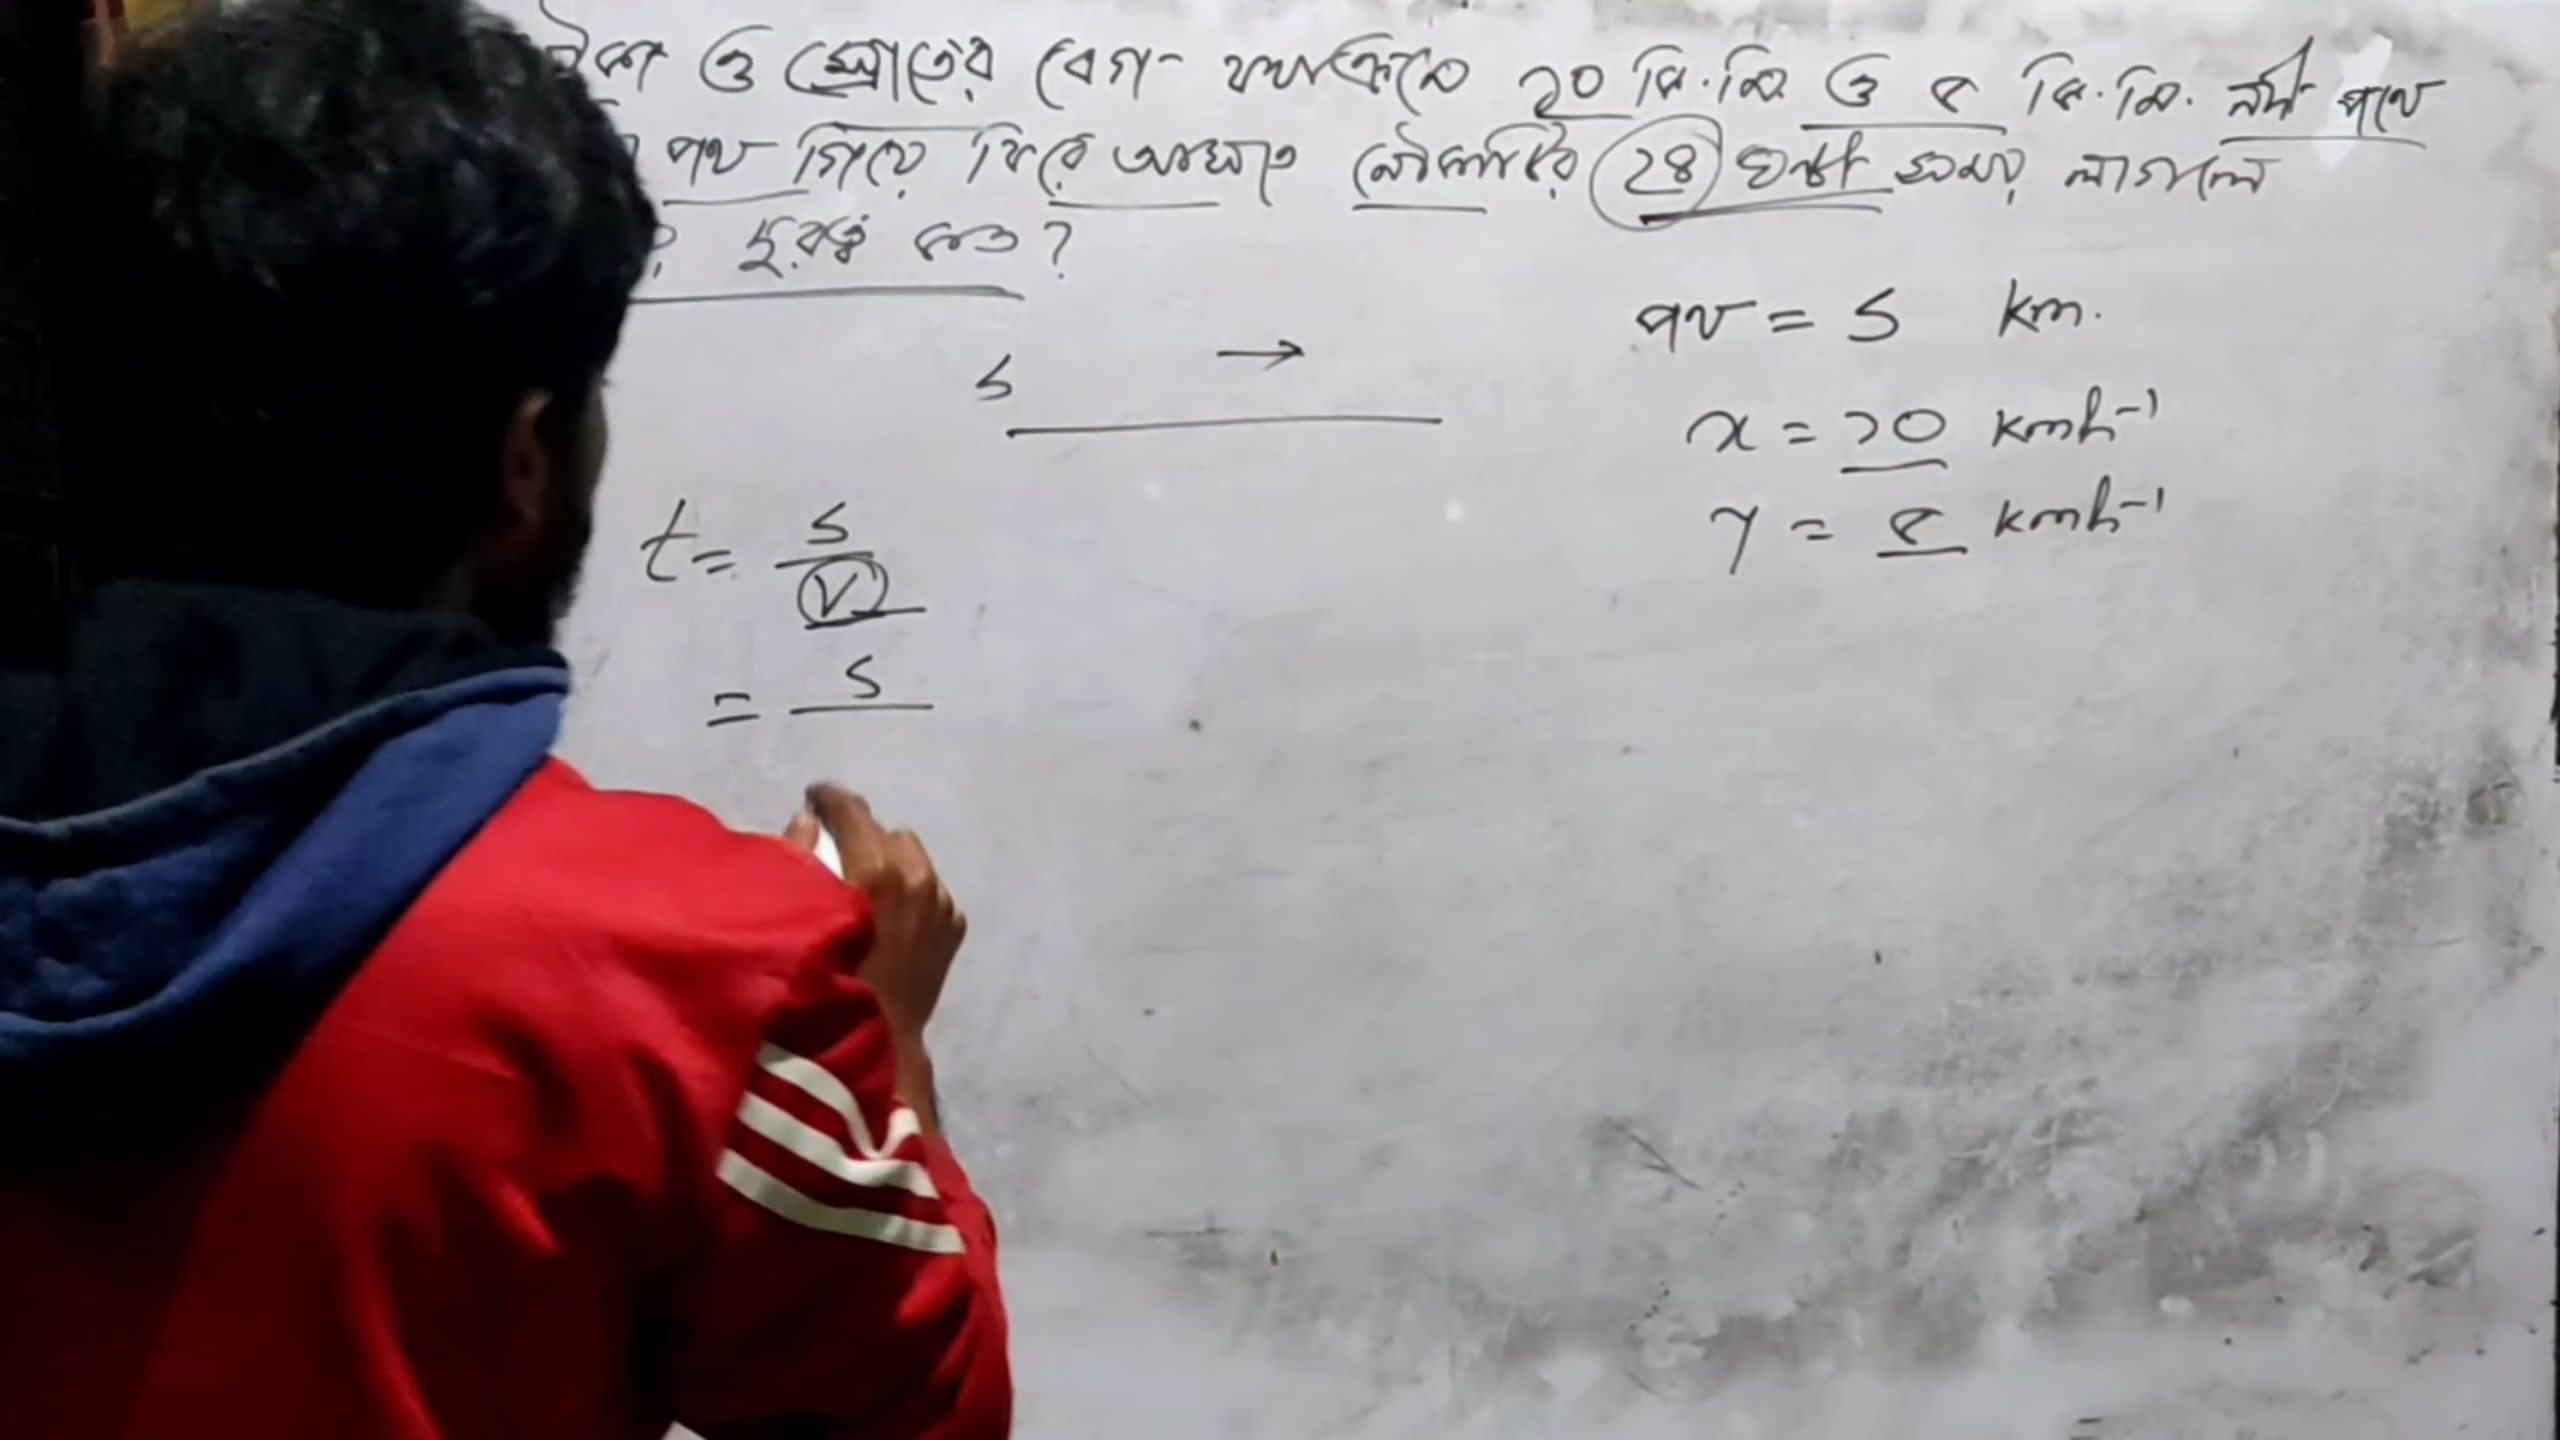 ও স্রোতের বেগ যথাক্রমে ১০ কি.মি. ও ৫ কি.মি. নদী পথে
পথ গিয়ে ফিরে আসতে নৌকাটির ২৪ ঘন্টা সময় লাগলে
দূরত্ব কত?
পথ = s km.
s →
x = ১০ kmh⁻¹
y = ৫ kmh⁻¹
t = s/v
= s